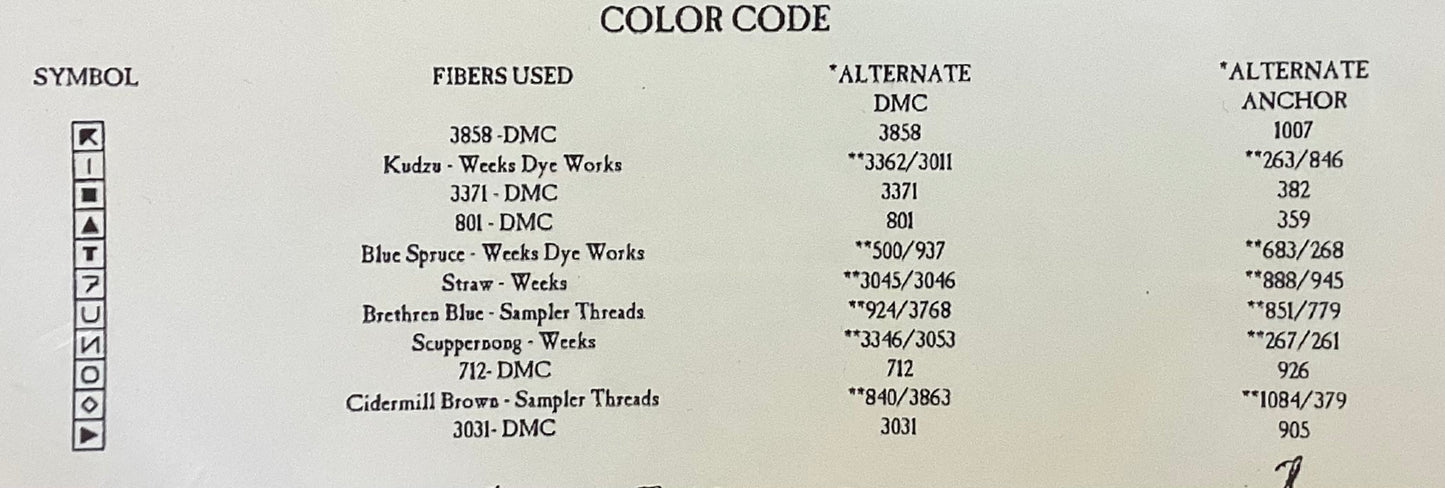 COLOR CODE
SYMBOL FIBERS USED *ALTERNATE DMC *ALTERNATE ANCHOR
3858 -DMC 3858 1007
Kudzu - Weeks Dye Works **3362/3011 **263/846
3371 - DMC 3371 382
801 - DMC 801 359
T Blue Spruce - Weeks Dye Works **500/937 **683/268
Straw - Weeks **3045/3046 **888/945
Brethren Blue - Sampler Threads **924/3768 **851/779
Scuppernong - Weeks **3346/3053 **267/261
712- DMC 712 926
Cidermill Brown - Sampler Threads **840/3863 **1084/379
3031- DMC 3031 905